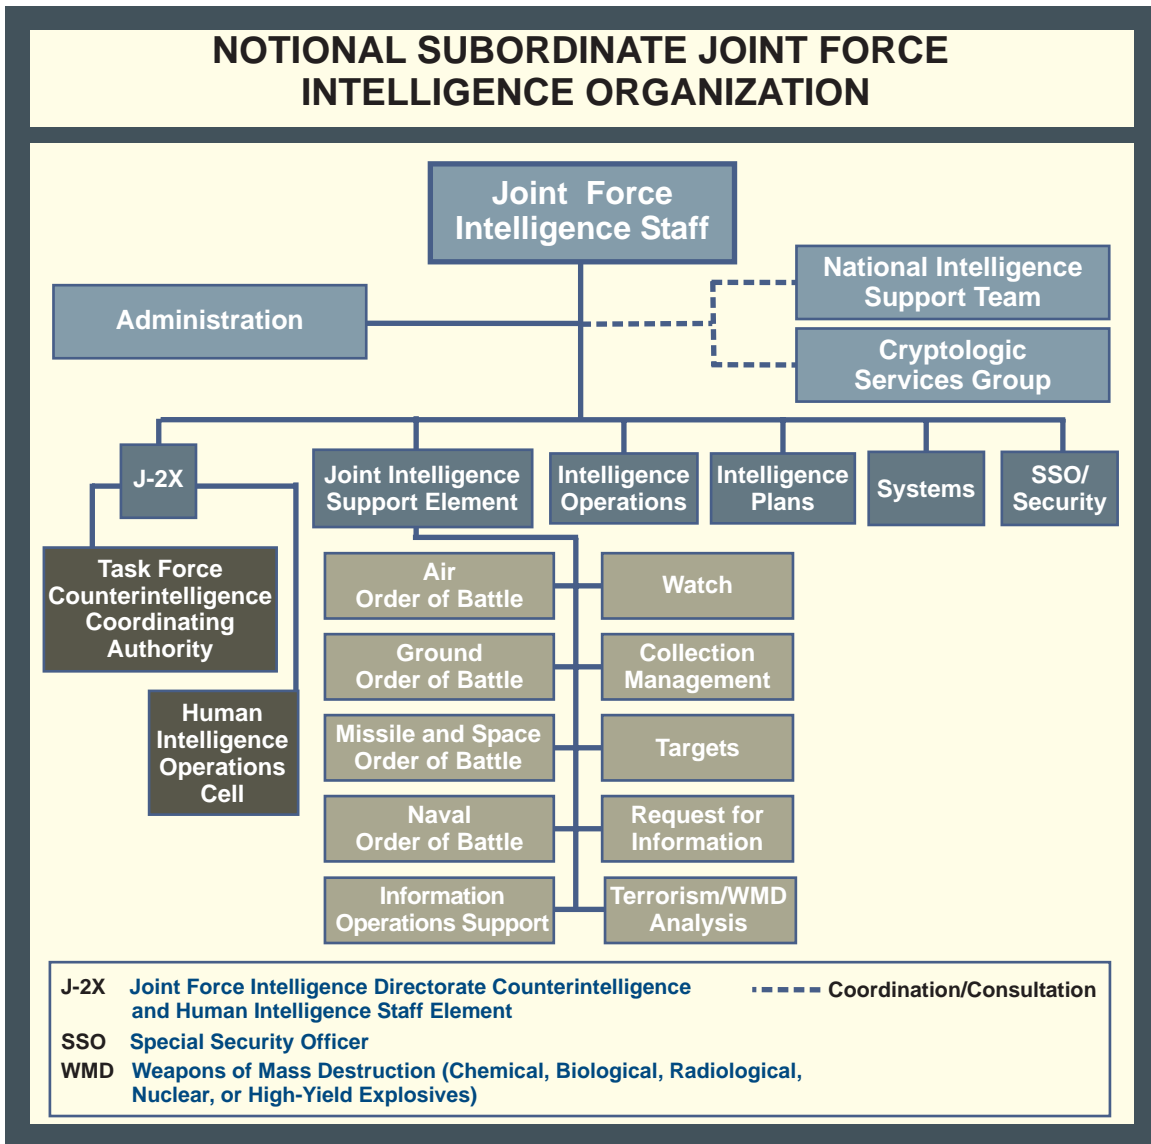 NOTIONAL SUBORDINATE JOINT FORCE
INTELLIGENCE ORGANIZATION
Joint Force
Intelligence Staff
National Intelligence
Support Team
Administration
Cryptologic
Services Group
J-2X
Joint Intelligence
Support Element
Intelligence
Operations
Intelligence
Plans
Systems
SSO/
Security
Task Force
Counterintelligence
Coordinating
Authority
Human
Intelligence
Operations
Cell
Air
Order of Battle
Watch
Ground
Order of Battle
Collection
Management
Missile and Space
Order of Battle
Targets
Naval
Order of Battle
Request for
Information
Information
Operations Support
Terrorism/WMD
Analysis
J-2X Joint Force Intelligence Directorate Counterintelligence
and Human Intelligence Staff Element
Coordination/Consultation
SSO Special Security Officer
WMD Weapons of Mass Destruction (Chemical, Biological, Radiological,
Nuclear, or High-Yield Explosives)